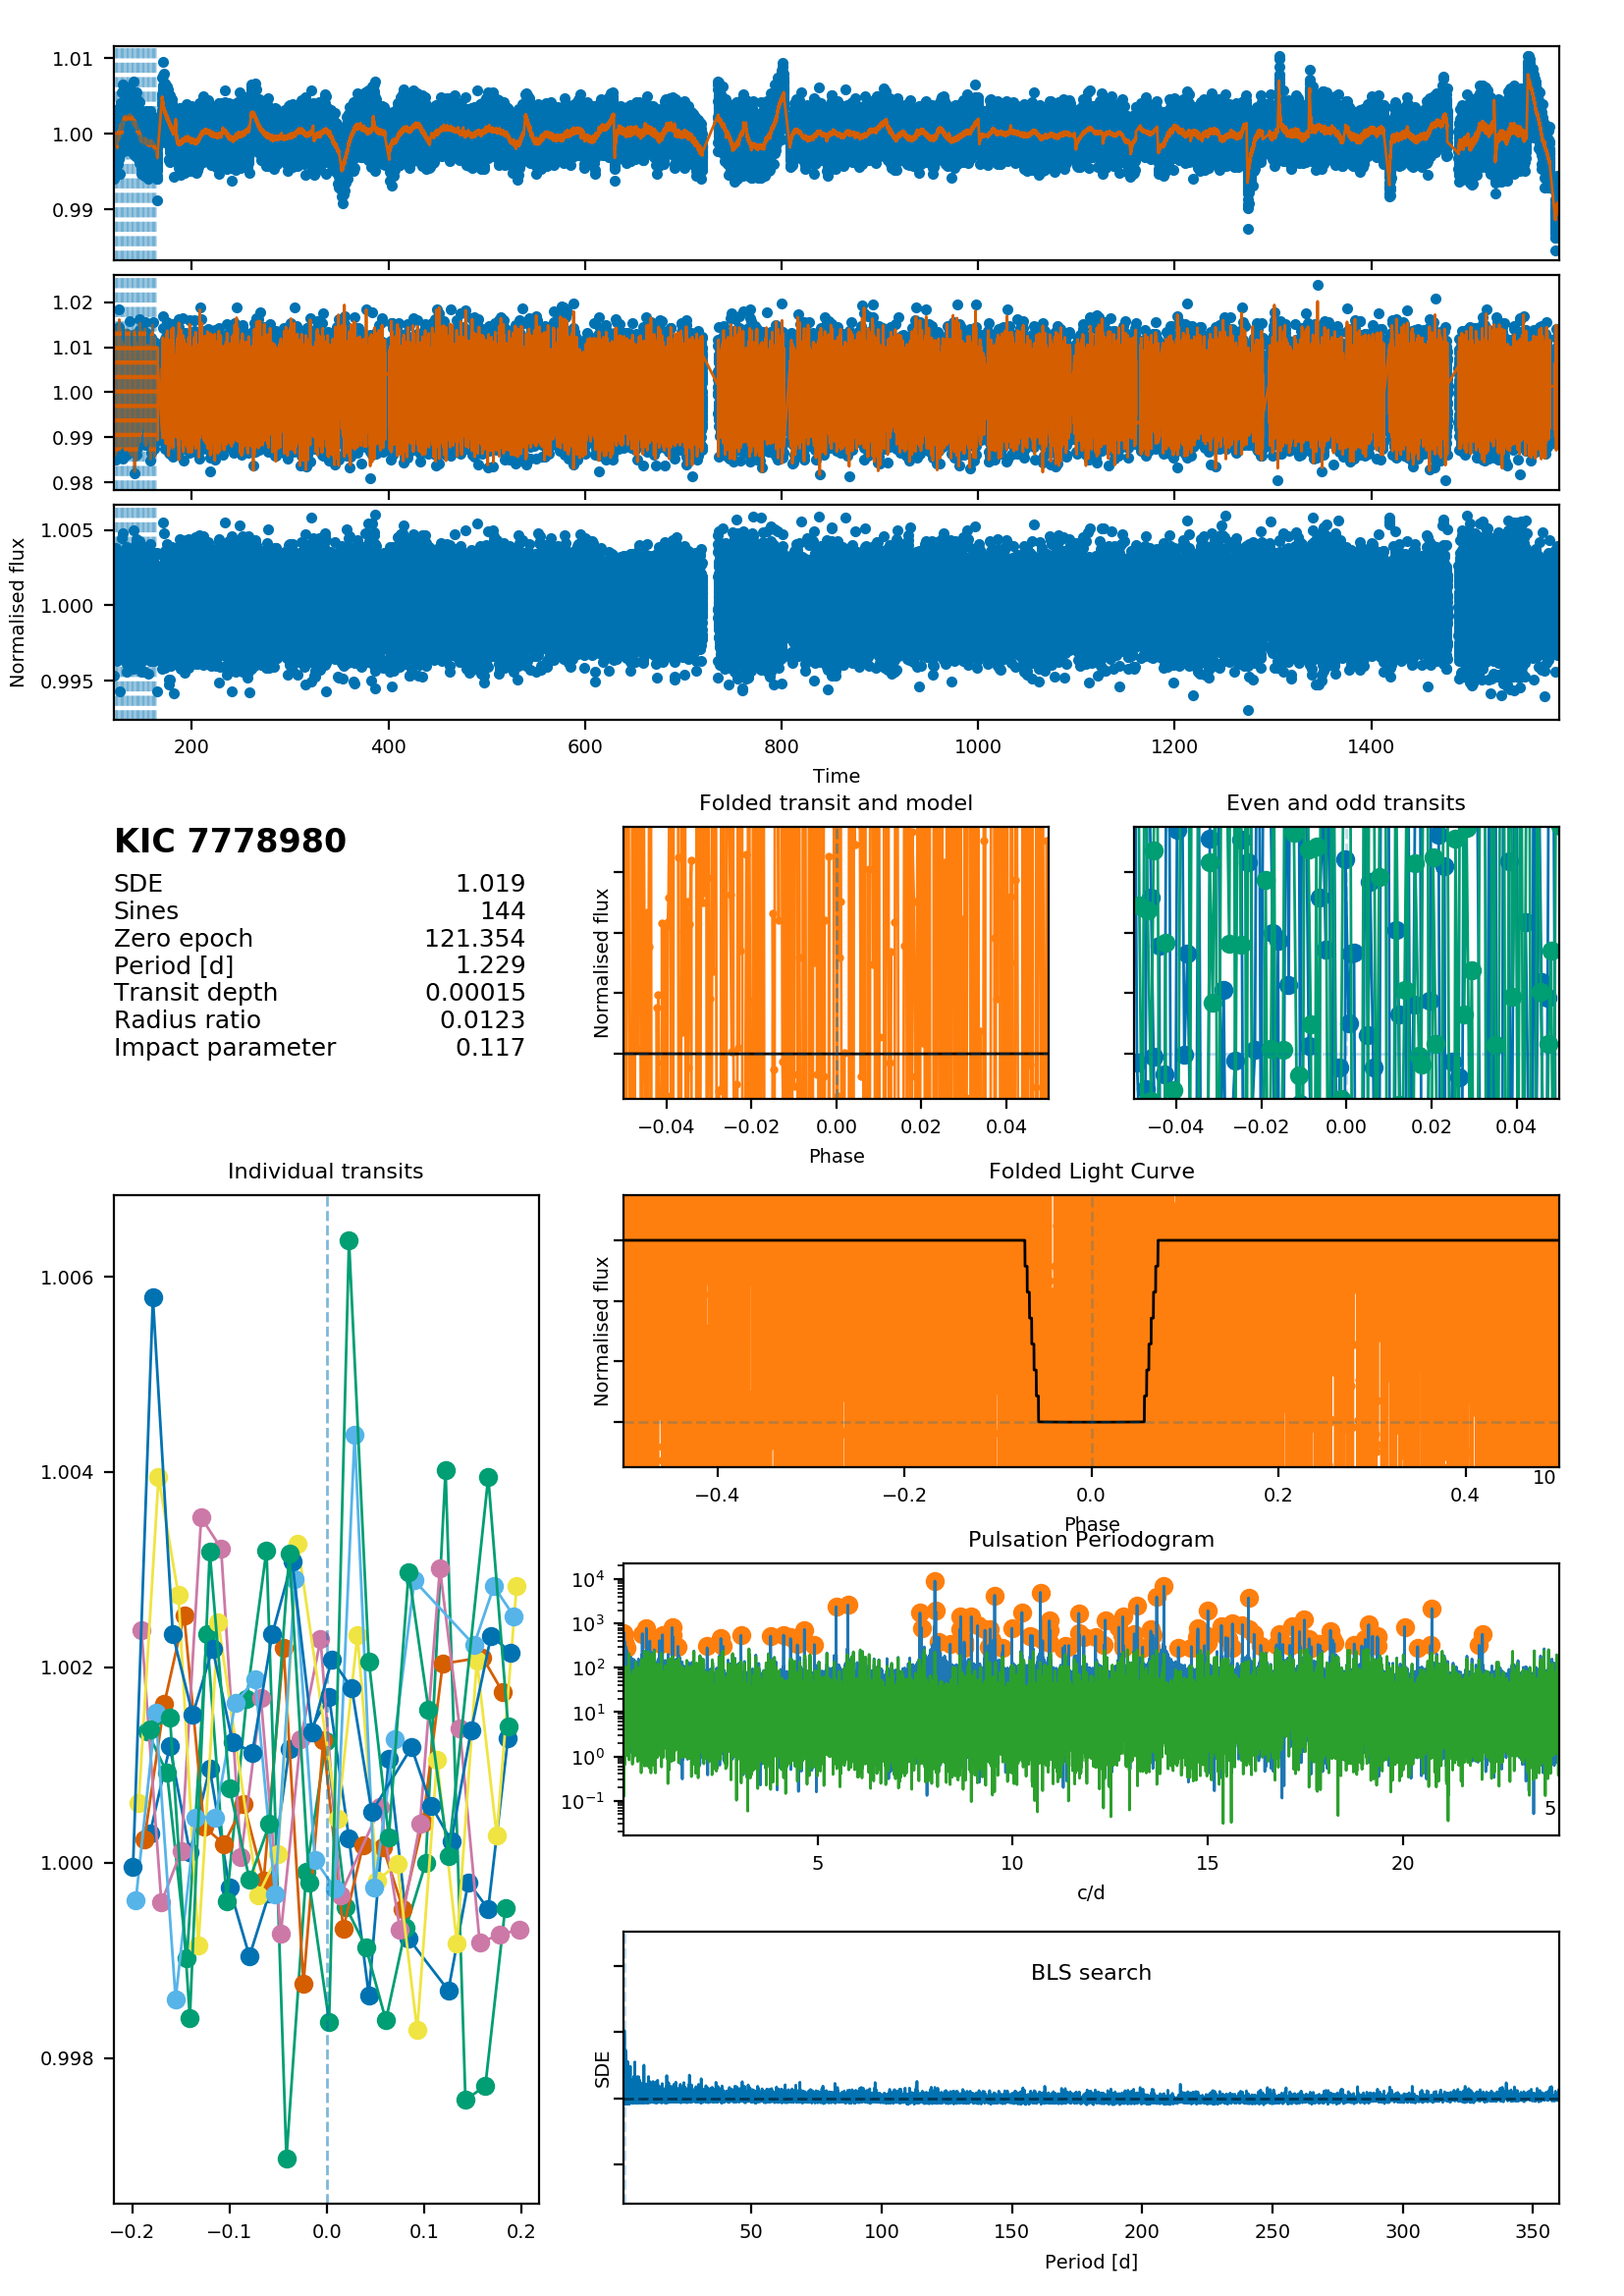 1.01
1.00
0.99
1.02
1.01
1.00
0.99
0.98
1.005
1.000
0.995
Normalised flux
200 400 600 800 1000 1200 1400
Time
KIC 7778980
SDE 1.019
Sines 144
Zero epoch 121.354
Period [d] 1.229
Transit depth 0.00015
Radius ratio 0.0123
Impact parameter 0.117
Folded transit and model
Normalised flux
−0.04 −0.02 0.00 0.02 0.04
Phase
Even and odd transits
−0.04 −0.02 0.00 0.02 0.04
Individual transits
1.006
1.004
1.002
1.000
0.998
−0.2 −0.1 0.0 0.1 0.2
Folded Light Curve
Normalised flux
−0.4 −0.2 0.0 0.2 0.4
10
Phase
Pulsation Periodogram
10⁴
10³
10²
10¹
10⁰
10⁻¹
5
5 10 15 20
c/d
BLS search
SDE
50 100 150 200 250 300 350
Period [d]